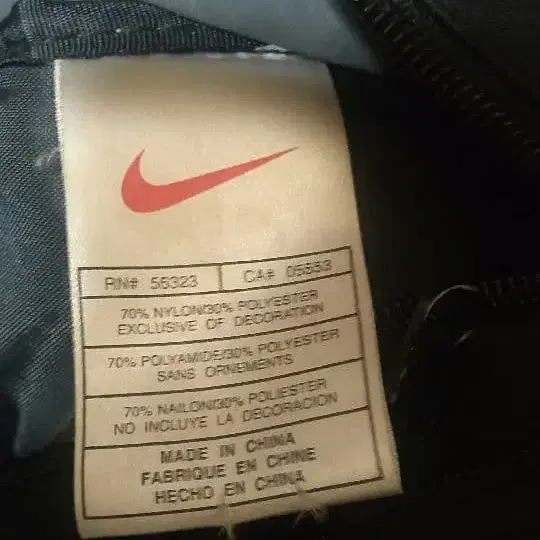 RN# 56323 CA# 05553
70% NYLON/30% POLYESTER
EXCLUSIVE OF DECORATION
70% POLYAMIDE/30% POLYESTER
SANS ORNEMENTS
70% NAILON/30% POLIESTER
NO INCLUYE LA DECORACION
MADE IN CHINA
FABRIQUE EN CHINE
HECHO EN CHINA